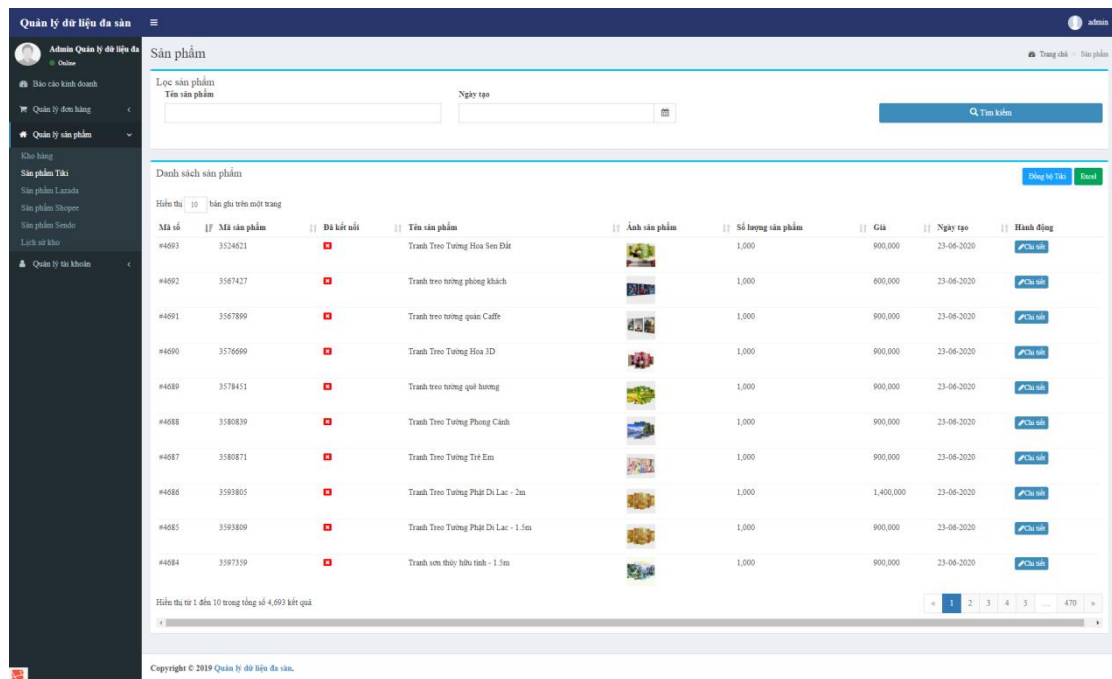 Quản lý dữ liệu đa sàn
admin
Admin Quản lý dữ liệu đa
Online
Sản phẩm
Trang chủ > Sản phẩm
Báo cáo kinh doanh
Quản lý đơn hàng
Quản lý sản phẩm
Kho hàng
Sản phẩm Tiki
Sản phẩm Lazada
Sản phẩm Shopee
Sản phẩm Sendo
Lịch sử kho
Quản lý tài khoản
Lọc sản phẩm
Tên sản phẩm Ngày tạo
Tìm kiếm
Danh sách sản phẩm
Đồng bộ Tiki Excel
Hiển thị 10 bản ghi trên một trang
Mã số Mã sản phẩm Đã kết nối Tên sản phẩm Ảnh sản phẩm Số lượng sản phẩm Giá Ngày tạo Hành động
#4693 3524621 Tranh Treo Tường Hoa Sen Đất 1,000 900,000 23-06-2020 Chi tiết
#4692 3567427 Tranh treo tường phòng khách 1,000 600,000 23-06-2020 Chi tiết
#4691 3567899 Tranh treo tường quán Caffe 1,000 900,000 23-06-2020 Chi tiết
#4690 3576699 Tranh Treo Tường Hoa 3D 1,000 900,000 23-06-2020 Chi tiết
#4689 3578451 Tranh treo tường quê hương 1,000 900,000 23-06-2020 Chi tiết
#4688 3580839 Tranh Treo Tường Phong Cảnh 1,000 900,000 23-06-2020 Chi tiết
#4687 3580871 Tranh Treo Tường Trẻ Em 1,000 900,000 23-06-2020 Chi tiết
#4686 3593805 Tranh Treo Tường Phật Di Lac - 2m 1,000 1,400,000 23-06-2020 Chi tiết
#4685 3593809 Tranh Treo Tường Phật Di Lac - 1.5m 1,000 900,000 23-06-2020 Chi tiết
#4684 3597359 Tranh sơn thủy hữu tình - 1.5m 1,000 900,000 23-06-2020 Chi tiết
Hiển thị từ 1 đến 10 trong tổng số 4,693 kết quả
« 1 2 3 4 5 ... 470 »
Copyright © 2019 Quản lý dữ liệu đa sàn.